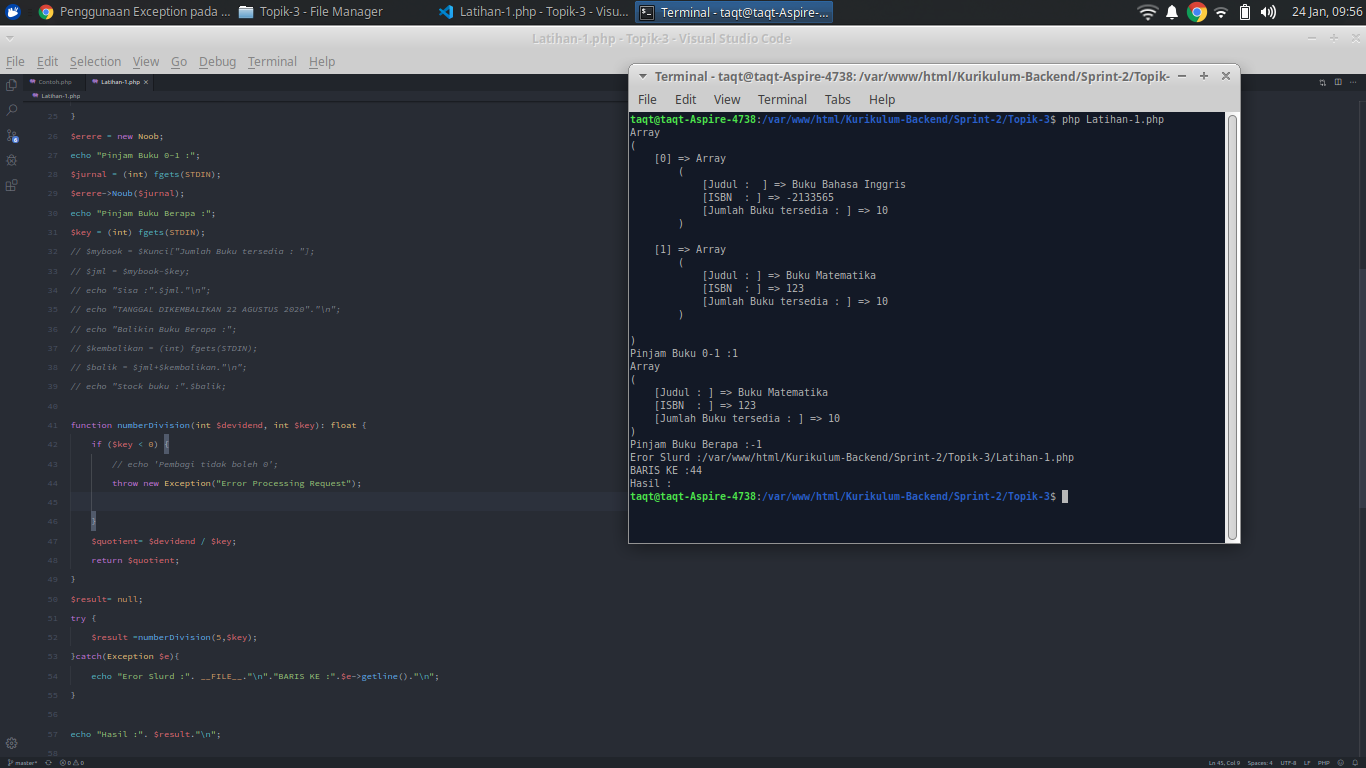 Penggunaan Exception pada ...
Topik-3 - File Manager
Latihan-1.php - Topik-3 - Visu...
Terminal - taqt@taqt-Aspire-...
24 Jan, 09:56
Latihan-1.php - Topik-3 - Visual Studio Code
File Edit Selection View Go Debug Terminal Help
Contoh.php Latihan-1.php ×
Latihan-1.php
25 }
26 $erere = new Noob;
27 echo "Pinjam Buku 0-1 :";
28 $jurnal = (int) fgets(STDIN);
29 $erere->Noub($jurnal);
30 echo "Pinjam Buku Berapa :";
31 $key = (int) fgets(STDIN);
32 // $mybook = $Kunci["Jumlah Buku tersedia : "];
33 // $jml = $mybook-$key;
34 // echo "Sisa :".$jml."\n";
35 // echo "TANGGAL DIKEMBALIKAN 22 AGUSTUS 2020"."\n";
36 // echo "Balikin Buku Berapa :";
37 // $kembalikan = (int) fgets(STDIN);
38 // $balik = $jml+$kembalikan."\n";
39 // echo "Stock buku :".$balik;
40
41 function numberDivision(int $devidend, int $key): float {
42 if ($key < 0) {
43 // echo 'Pembagi tidak boleh 0';
44 throw new Exception("Error Processing Request");
45
46 }
47 $quotient= $devidend / $key;
48 return $quotient;
49 }
50 $result= null;
51 try {
52 $result =numberDivision(5,$key);
53 }catch(Exception $e){
54 echo "Eror Slurd :". __FILE__."\n"."BARIS KE :".$e->getline()."\n";
55 }
56
57 echo "Hasil :". $result."\n";
58
master* 0 0
Ln 45, Col 9 Spaces: 4 UTF-8 LF PHP
Terminal - taqt@taqt-Aspire-4738: /var/www/html/Kurikulum-Backend/Sprint-2/Topik-
File Edit View Terminal Tabs Help
taqt@taqt-Aspire-4738:/var/www/html/Kurikulum-Backend/Sprint-2/Topik-3$ php Latihan-1.php
Array
(
[0] => Array
(
[Judul :  ] => Buku Bahasa Inggris
[ISBN  : ] => -2133565
[Jumlah Buku tersedia : ] => 10
)
[1] => Array
(
[Judul : ] => Buku Matematika
[ISBN  : ] => 123
[Jumlah Buku tersedia : ] => 10
)
)
Pinjam Buku 0-1 :1
Array
(
[Judul : ] => Buku Matematika
[ISBN  : ] => 123
[Jumlah Buku tersedia : ] => 10
)
Pinjam Buku Berapa :-1
Eror Slurd :/var/www/html/Kurikulum-Backend/Sprint-2/Topik-3/Latihan-1.php
BARIS KE :44
Hasil :
taqt@taqt-Aspire-4738:/var/www/html/Kurikulum-Backend/Sprint-2/Topik-3$